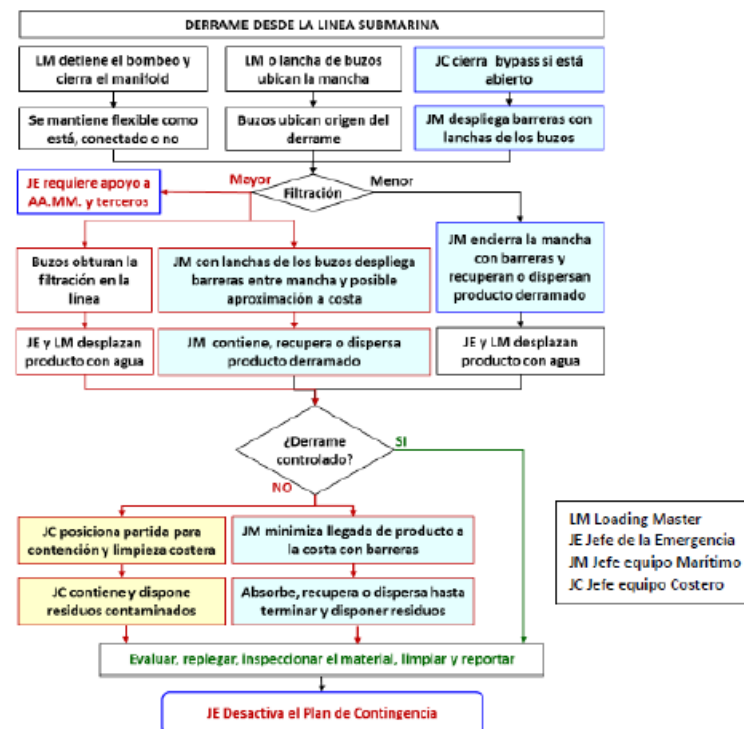 DERRAME DESDE LA LINEA SUBMARINA
LM detiene el bombeo y
cierra el manifold
LM o lancha de buzos
ubican la mancha
JC cierra bypass si está
abierto
Se mantiene flexible como
está, conectado o no
Buzos ubican origen del
derrame
JM despliega barreras con
lanchas de los buzos
JE requiere apoyo a
AA.MM. y terceros
Mayor
Filtración
Menor
Buzos obturan la
filtración en la
línea
JM con lanchas de los buzos despliega
barreras entre mancha y posible
aproximación a costa
JM encierra la mancha
con barreras y
recuperan o dispersan
producto derramado
JE y LM desplazan
producto con agua
JM contiene, recupera o dispersa
producto derramado
JE y LM desplazan
producto con agua
¿Derrame
controlado?
SI
NO
JC posiciona partida para
contención y limpieza costera
JM minimiza llegada de producto a
la costa con barreras
JC contiene y dispone
residuos contaminados
Absorbe, recupera o dispersa hasta
terminar y disponer residuos
LM Loading Master
JE Jefe de la Emergencia
JM Jefe equipo Marítimo
JC Jefe equipo Costero
Evaluar, replegar, inspeccionar el material, limpiar y reportar
JE Desactiva el Plan de Contingencia